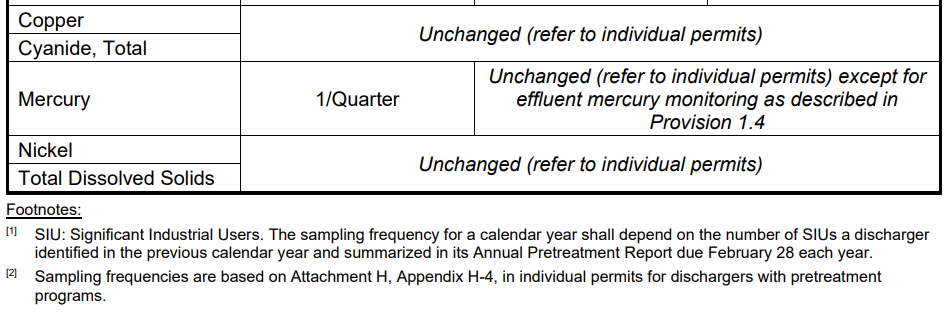 Copper
Cyanide, Total
Unchanged (refer to individual permits)
Mercury
1/Quarter
Unchanged (refer to individual permits) except for
effluent mercury monitoring as described in
Provision 1.4
Nickel
Total Dissolved Solids
Unchanged (refer to individual permits)
Footnotes:
[1] SIU: Significant Industrial Users. The sampling frequency for a calendar year shall depend on the number of SIUs a discharger
identified in the previous calendar year and summarized in its Annual Pretreatment Report due February 28 each year.
[2] Sampling frequencies are based on Attachment H, Appendix H-4, in individual permits for dischargers with pretreatment
programs.